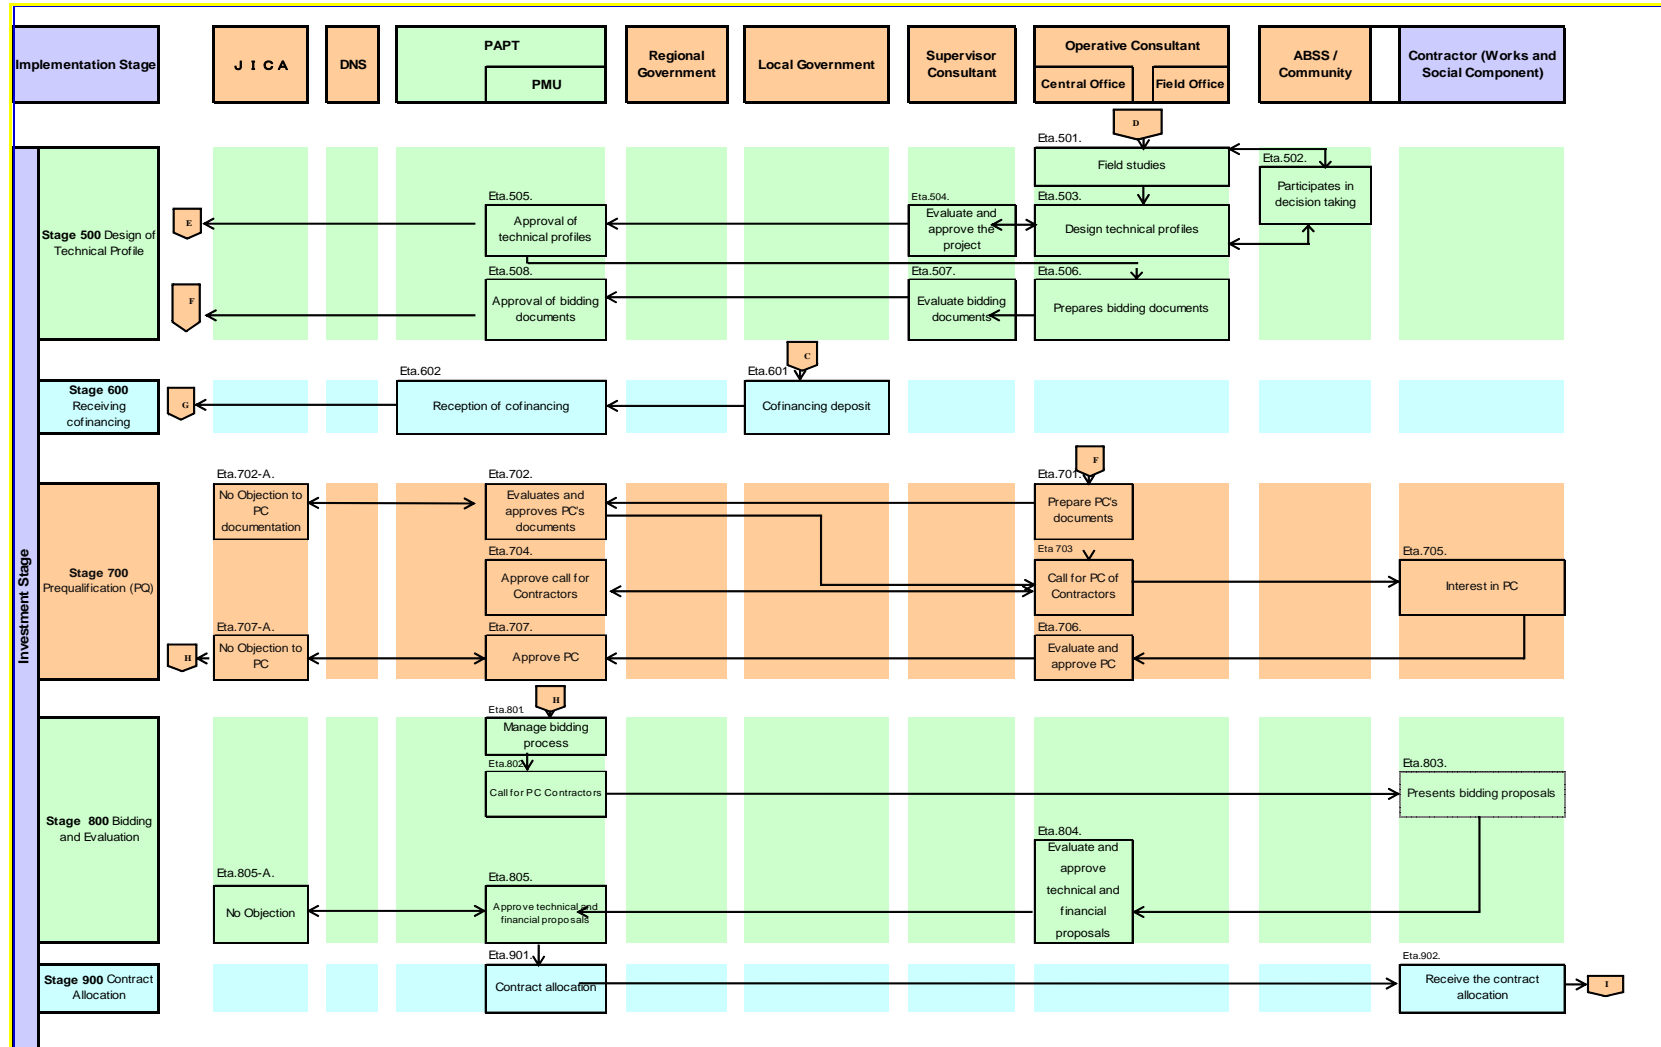 Implementation Stage
ＪＩＣＡ
DNS
PAPT
PMU
Regional
Government
Local Government
Supervisor
Consultant
Operative Consultant
Central Office
Field Office
ABSS /
Community
Contractor (Works and
Social Component)
Investment Stage
D
Eta.501.
Field studies
Eta.502.
Participates in
decision taking
Stage 500 Design of
Technical Profile
E
Eta.505.
Approval of
technical profiles
Eta.504.
Evaluate and
approve the
project
Eta.503.
Design technical profiles
F
Eta.508.
Approval of bidding
documents
Eta.507.
Evaluate bidding
documents
Eta.506.
Prepares bidding documents
C
Stage 600
Receiving
cofinancing
G
Eta.602
Reception of cofinancing
Eta.601
Cofinancing deposit
F
Stage 700
Prequalification (PQ)
Eta.702-A.
No Objection to
PC
documentation
Eta.702.
Evaluates and
approves PC's
documents
Eta.701.
Prepare PC's
documents
Eta.704.
Approve call for
Contractors
Eta 703
Call for PC of
Contractors
Eta.705.
Interest in PC
H
Eta.707-A.
No Objection to
PC
Eta.707.
Approve PC
Eta.706.
Evaluate and
approve PC
H
Stage 800 Bidding
and Evaluation
Eta.801.
Manage bidding
process
Eta.802
Call for PC Contractors
Eta.803.
Presents bidding proposals
Eta.804.
Evaluate and
approve
technical and
financial
proposals
Eta.805-A.
No Objection
Eta.805.
Approve technical and
financial proposals
Stage 900 Contract
Allocation
Eta.901.
Contract allocation
Eta.902.
Receive the contract
allocation
I